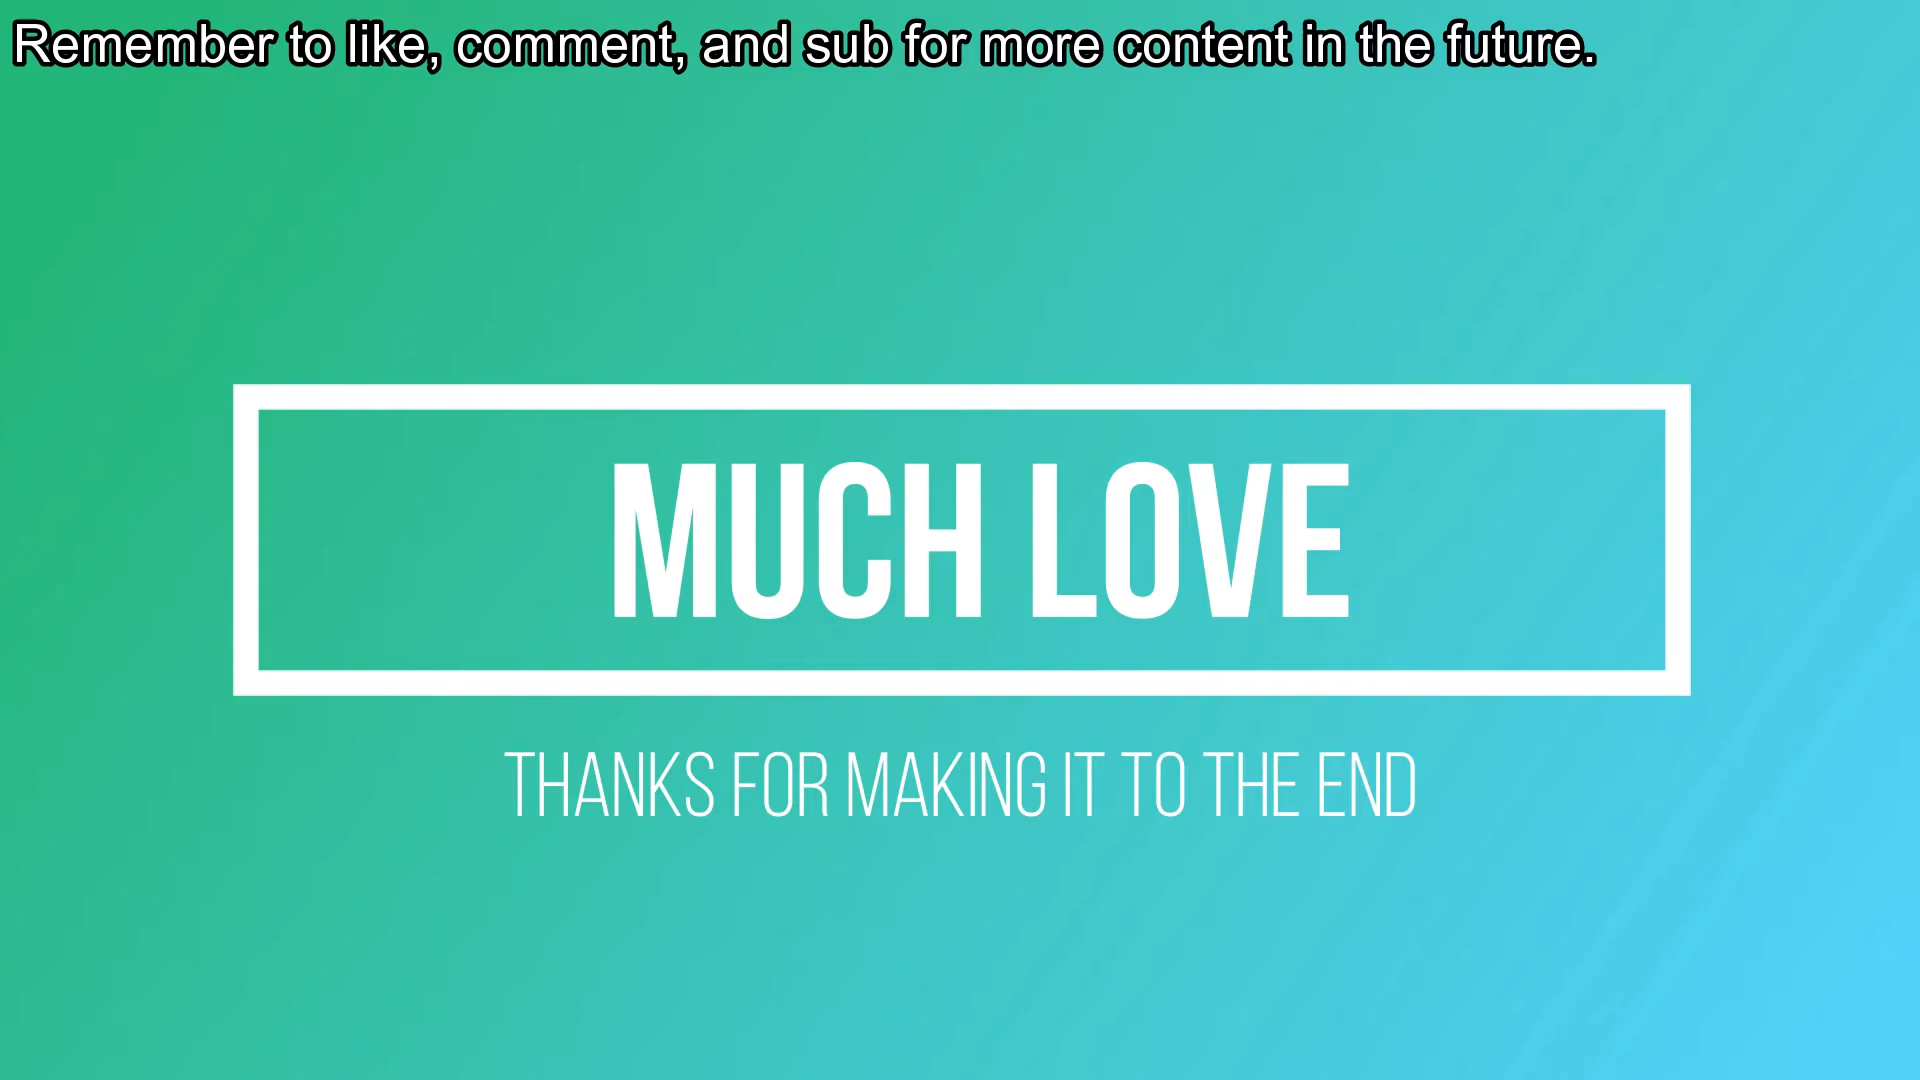 Remember to like, comment, and sub for more content in the future.
MUCH LOVE
THANKS FOR MAKING IT TO THE END